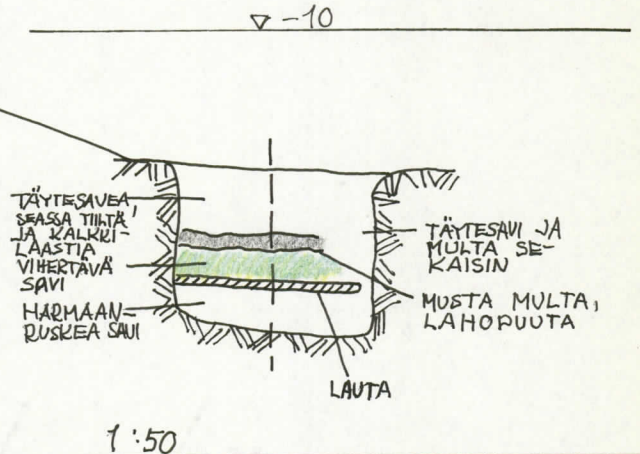 -10
TÄYTESAVEA,
SEASSA TIILTÄ
JA KALKKI-
LAASTIA
VIHERTÄVÄ
SAVI
HARMAAN-
RUSKEA SAVI
TÄYTESAVI JA
MULTA SE-
KAISIN
MUSTA MULTA,
LAHOPUUTA
LAUTA
1:50